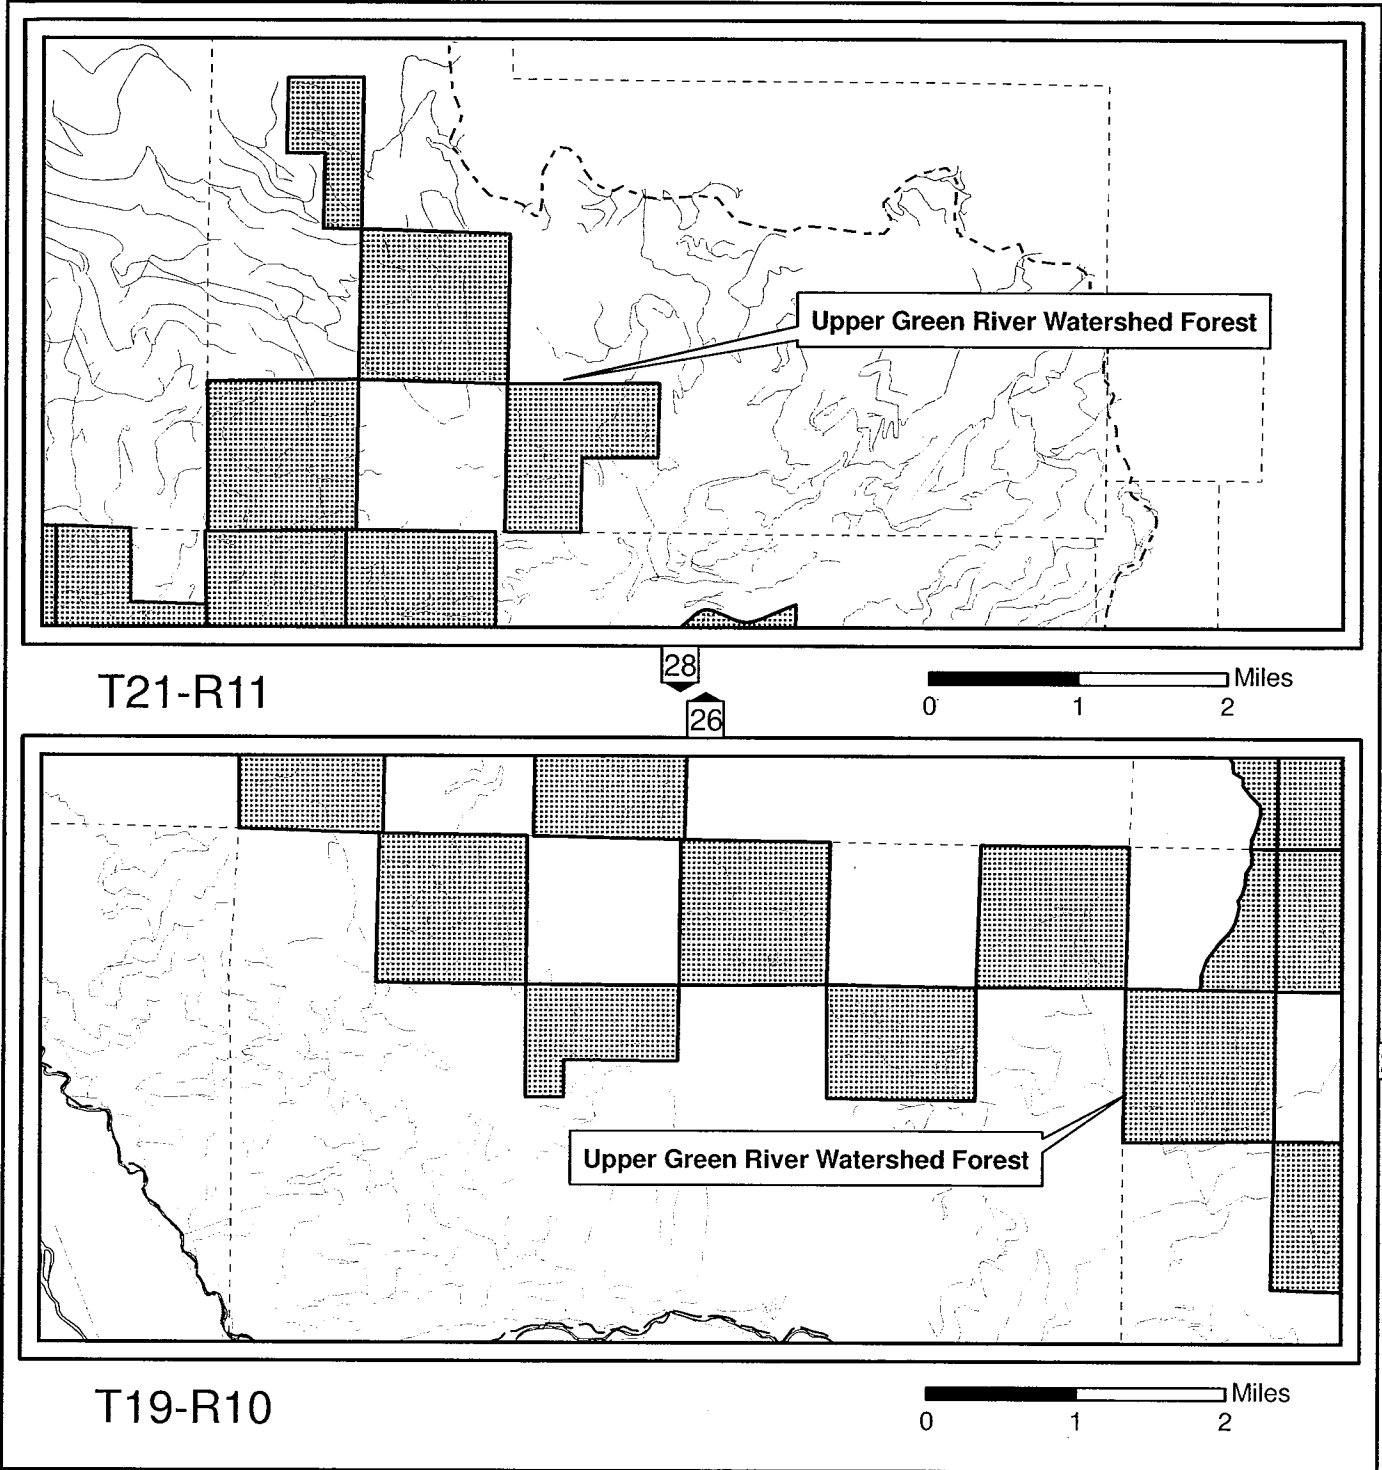 Upper Green River Watershed Forest
28
T21-R11
Miles
0 1 2
26
Upper Green River Watershed Forest
T19-R10
Miles
0 1 2